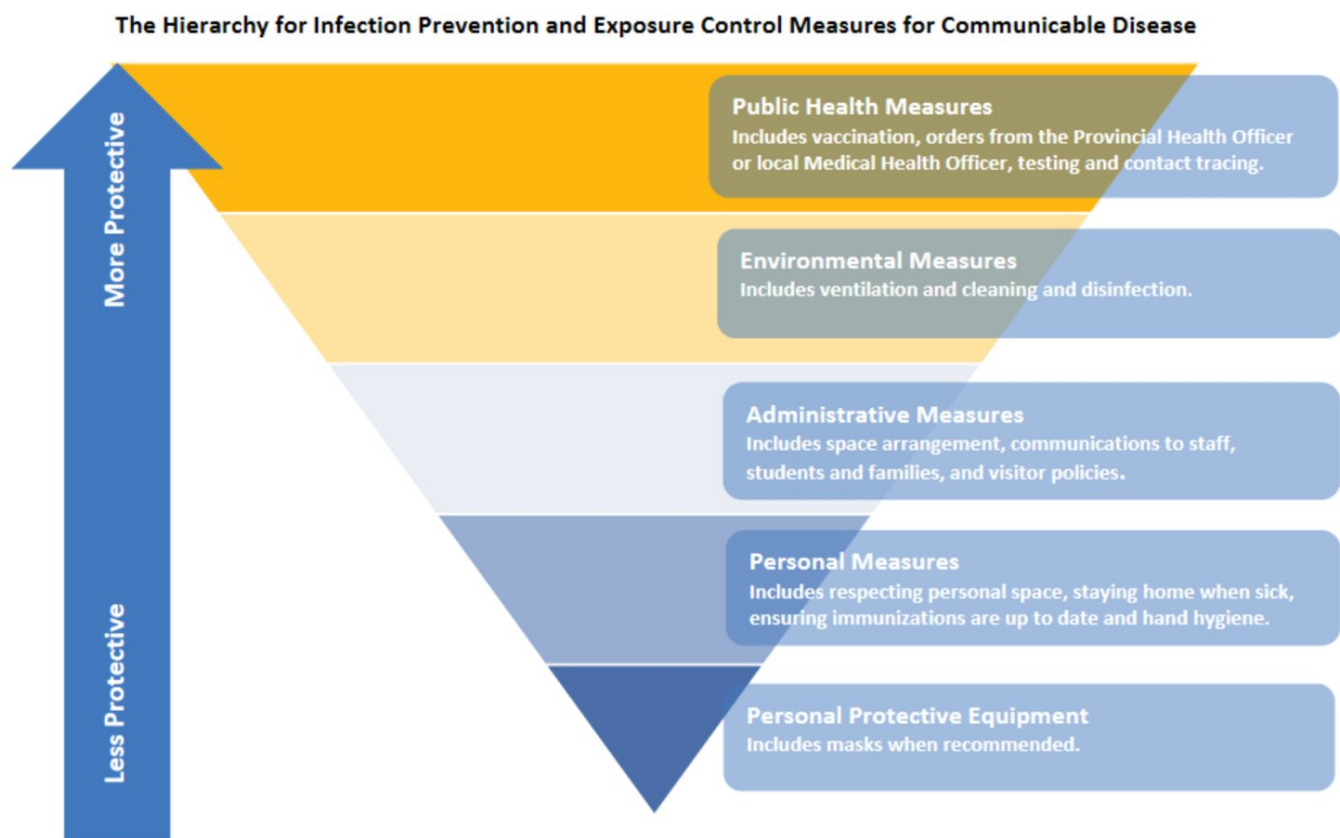 The Hierarchy for Infection Prevention and Exposure Control Measures for Communicable Disease
More Protective
Less Protective
Public Health Measures
Includes vaccination, orders from the Provincial Health Officer
or local Medical Health Officer, testing and contact tracing.
Environmental Measures
Includes ventilation and cleaning and disinfection.
Administrative Measures
Includes space arrangement, communications to staff,
students and families, and visitor policies.
Personal Measures
Includes respecting personal space, staying home when sick,
ensuring immunizations are up to date and hand hygiene.
Personal Protective Equipment
Includes masks when recommended.